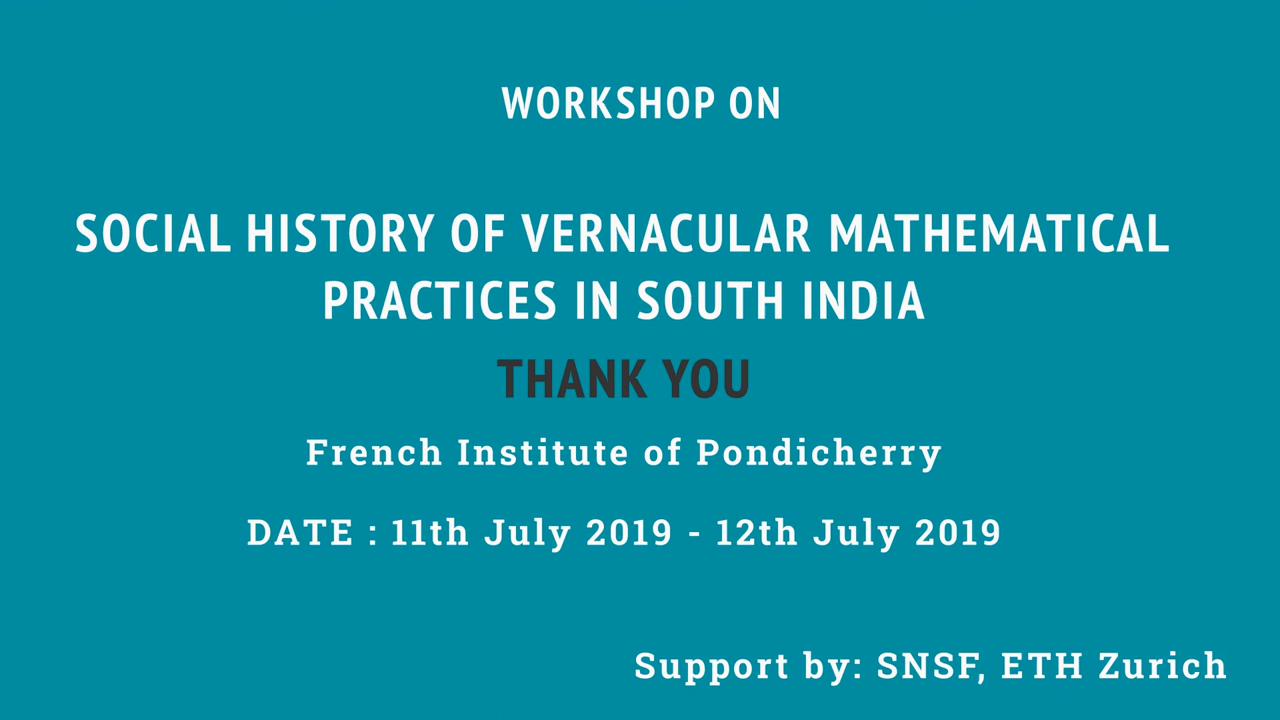 WORKSHOP ON
SOCIAL HISTORY OF VERNACULAR MATHEMATICAL
PRACTICES IN SOUTH INDIA
THANK YOU
French Institute of Pondicherry
DATE : 11th July 2019 - 12th July 2019
Support by: SNSF, ETH Zurich